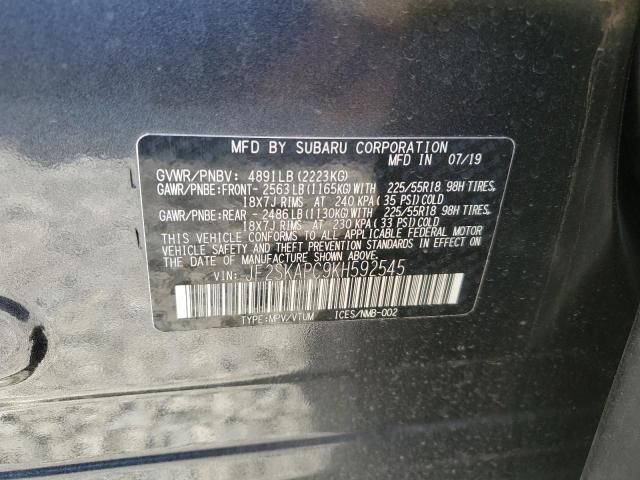 MFD BY SUBARU CORPORATION
MFD IN 07/19
GVWR/PNBV: 4891LB(2223KG)
GAWR/PNBE:FRONT- 2563LB(1165KG)WITH 225/55R18 98H TIRES,
18X7J RIMS AT 240 KPA(35 PSI)COLD
GAWR/PNBE:REAR - 2486LB(1130KG)WITH 225/55R18 98H TIRES,
18X7J RIMS AT 230 KPA(33 PSI)COLD
THIS VEHICLE CONFORMS TO ALL APPLICABLE FEDERAL MOTOR
VEHICLE SAFETY AND THEFT PREVENTION STANDARDS IN EFFECT
ON THE DATE OF MANUFACTURE SHOWN ABOVE.
VIN: JF2SKAPC9KH592545
TYPE:MPV/VTUM ICES/NMB-002